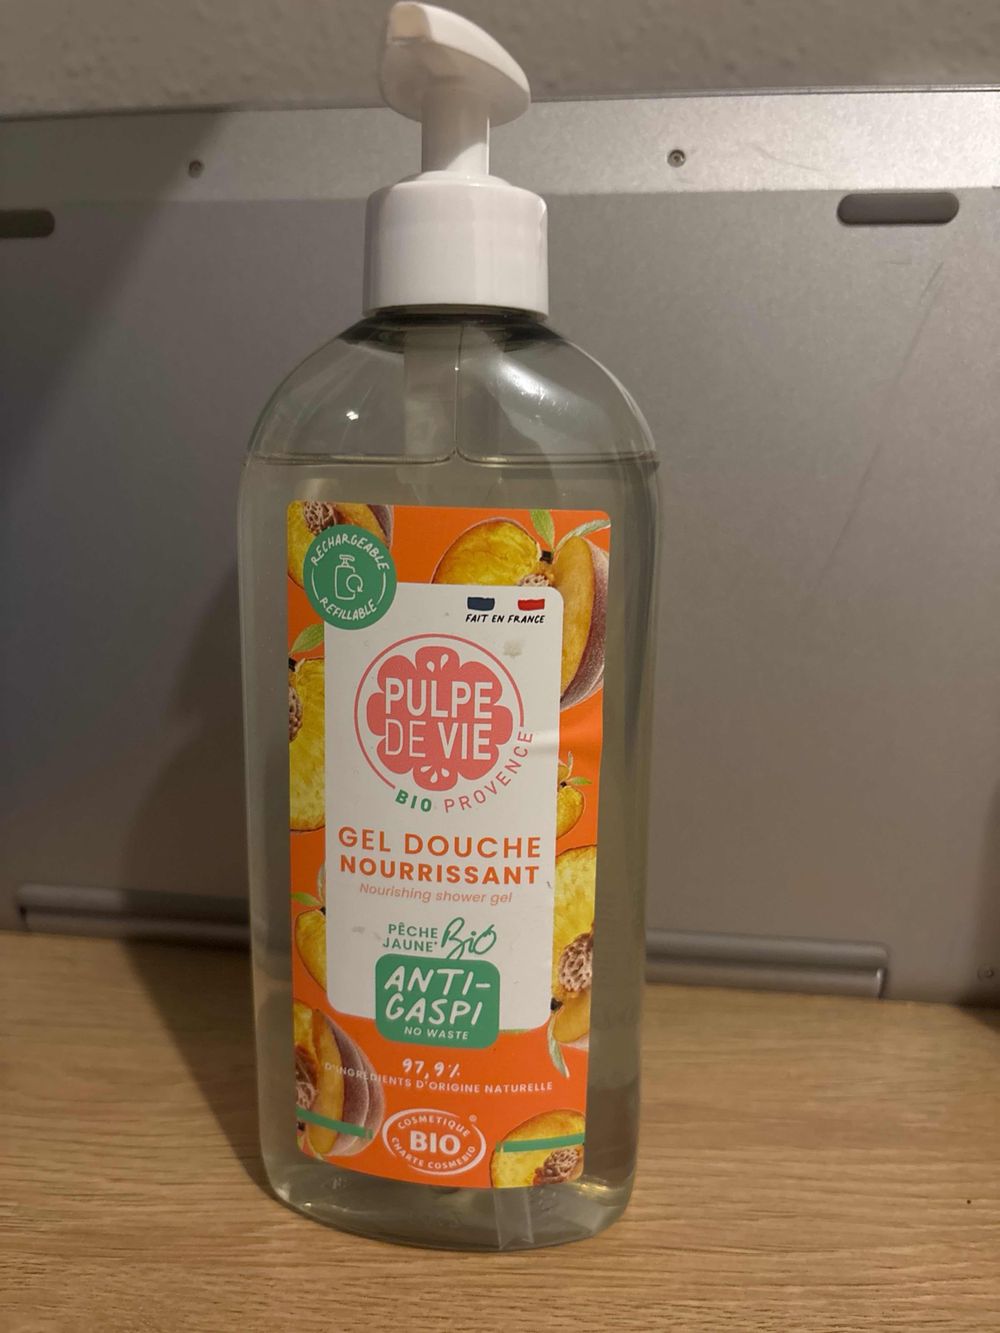 RECHARGEABLE
REFILLABLE
FAIT EN FRANCE
PULPE
DE VIE
BIO PROVENCE
GEL DOUCHE
NOURRISSANT
Nourishing shower gel
PÊCHE
JAUNE* BiO
ANTI-
GASPI
NO WASTE
97,9%
D'INGRÉDIENTS D'ORIGINE NATURELLE
COSMETIQUE
BIO
CHARTE COSMEBIO
®